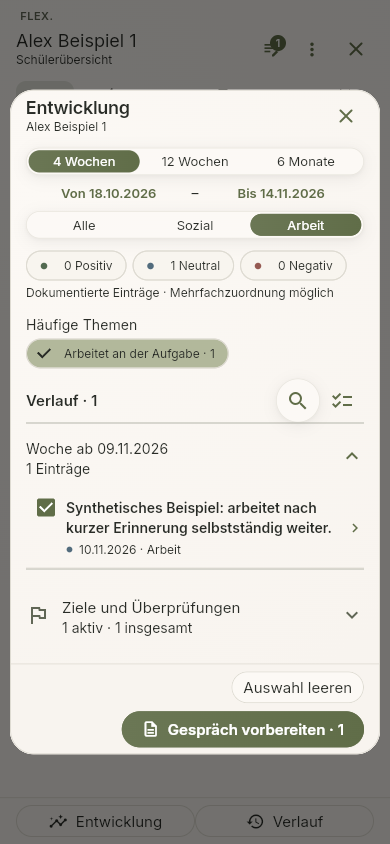 FLEX.
Alex Beispiel 1
Schülerübersicht
1
Entwicklung
Alex Beispiel 1
4 Wochen
12 Wochen
6 Monate
Von 18.10.2026
–
Bis 14.11.2026
Alle
Sozial
Arbeit
0 Positiv
1 Neutral
0 Negativ
Dokumentierte Einträge · Mehrfachzuordnung möglich
Häufige Themen
Arbeitet an der Aufgabe · 1
Verlauf · 1
Woche ab 09.11.2026
1 Einträge
Synthetisches Beispiel: arbeitet nach
kurzer Erinnerung selbstständig weiter.
10.11.2026 · Arbeit
Ziele und Überprüfungen
1 aktiv · 1 insgesamt
Auswahl leeren
Gespräch vorbereiten · 1
Entwicklung
Verlauf